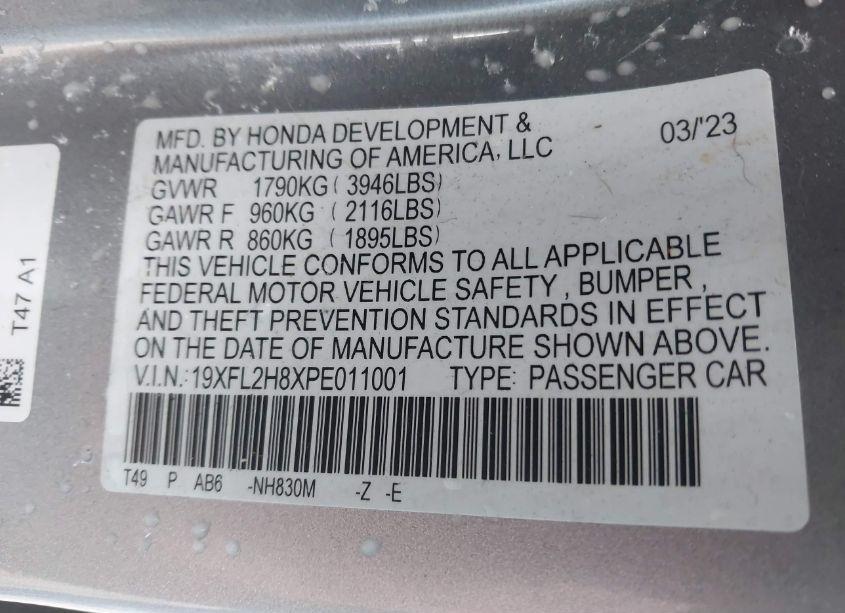 MFD. BY HONDA DEVELOPMENT & 03/'23
MANUFACTURING OF AMERICA, LLC
GVWR 1790KG ( 3946LBS)
GAWR F 960KG ( 2116LBS)
GAWR R 860KG ( 1895LBS)
THIS VEHICLE CONFORMS TO ALL APPLICABLE
FEDERAL MOTOR VEHICLE SAFETY , BUMPER ,
AND THEFT PREVENTION STANDARDS IN EFFECT
ON THE DATE OF MANUFACTURE SHOWN ABOVE.
V.I.N.:19XFL2H8XPE011001 TYPE: PASSENGER CAR
T49 P AB6 -NH830M -Z -E
T47 A1